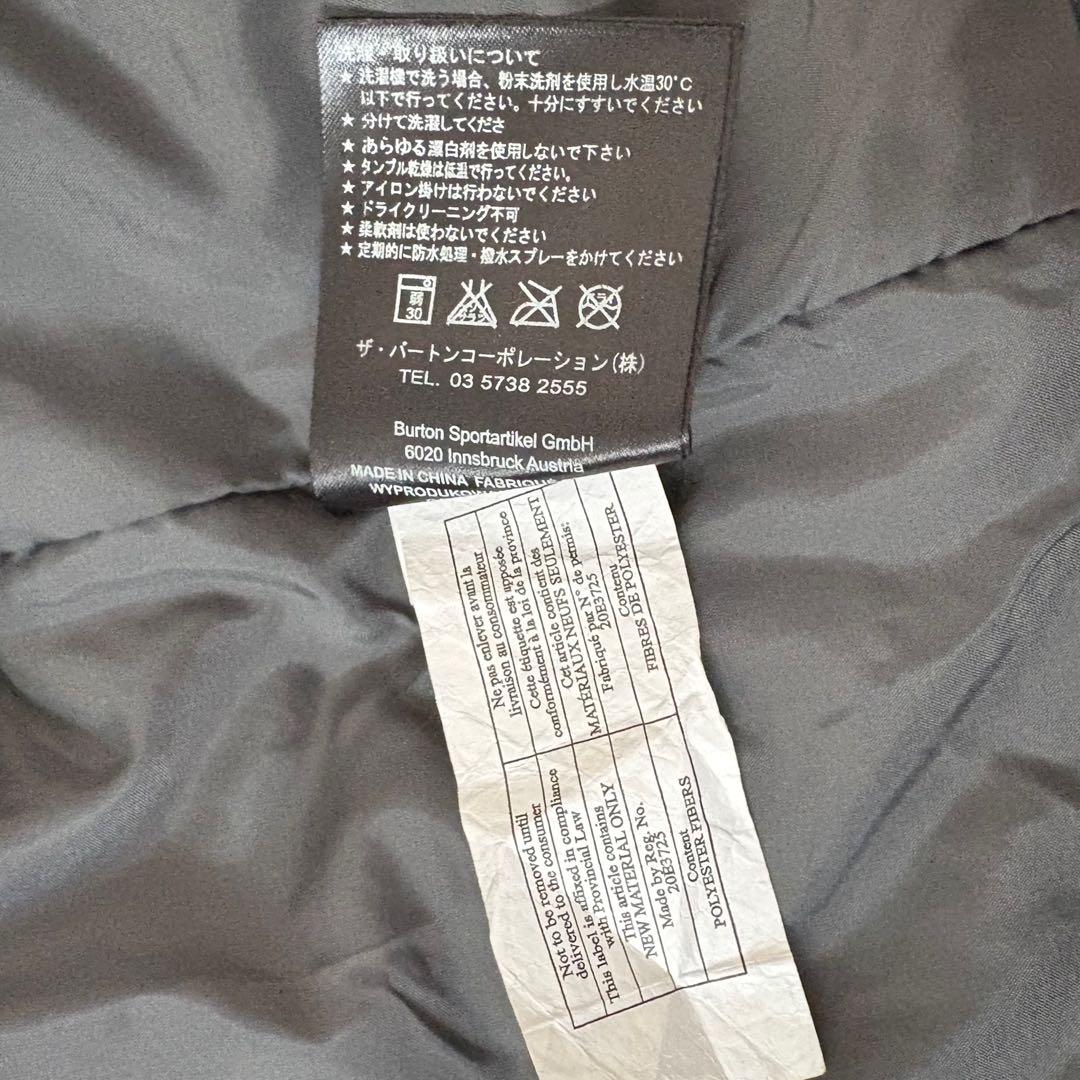 洗濯・取り扱いについて
★ 洗濯機で洗う場合、粉末洗剤を使用し水温30°C
以下で行ってください。十分にすすいでください
★ 分けて洗濯してくださ
★ あらゆる漂白剤を使用しないで下さい
★ タンブル乾燥は低温で行ってください。
★ アイロン掛けは行わないでください
★ ドライクリーニング不可
★ 柔軟剤は使わないでください
★ 定期的に防水処理・撥水スプレーをかけてください
弱
30
ザ・バートンコーポレーション(株)
TEL. 03 5738 2555
Burton Sportartikel GmbH
6020 Innsbruck Austria
MADE IN CHINA FABRIQUÉ
WYPRODUKOW
Ne pas enlever avant la
livraison au consommateur
Cette étiquette est apposée
conformément à la loi de la province
Cet article contient des
MATÉRIAUX NEUFS SEULEMENT
Fabriqué par N° de permis:
20E3725
Contenu
FIBRES DE POLYESTER
Not to be removed until
delivered to the consumer
This label is affixed in compliance
with Provincial Law
This article contains
NEW MATERIAL ONLY
Made by Reg. No.
20E3725
Content
POLYESTER FIBERS